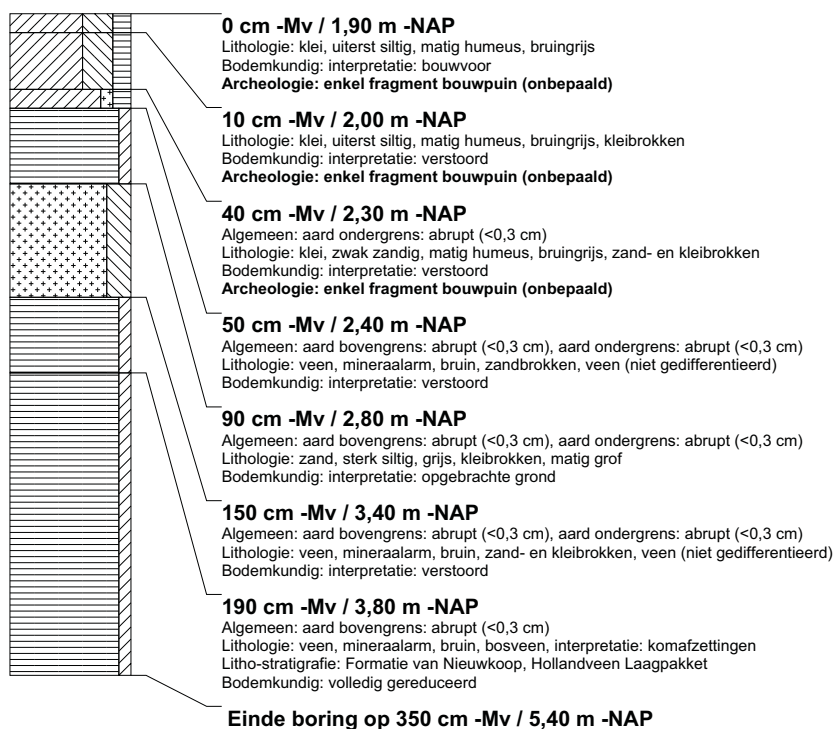 0 cm -Mv / 1,90 m -NAP
Lithologie: klei, uiterst siltig, matig humeus, bruingrijs
Bodemkundig: interpretatie: bouwvoor
Archeologie: enkel fragment bouwpuin (onbepaald)
10 cm -Mv / 2,00 m -NAP
Lithologie: klei, uiterst siltig, matig humeus, bruingrijs, kleibrokken
Bodemkundig: interpretatie: verstoord
Archeologie: enkel fragment bouwpuin (onbepaald)
40 cm -Mv / 2,30 m -NAP
Algemeen: aard ondergrens: abrupt (<0,3 cm)
Lithologie: klei, zwak zandig, matig humeus, bruingrijs, zand- en kleibrokken
Bodemkundig: interpretatie: verstoord
Archeologie: enkel fragment bouwpuin (onbepaald)
50 cm -Mv / 2,40 m -NAP
Algemeen: aard bovengrens: abrupt (<0,3 cm), aard ondergrens: abrupt (<0,3 cm)
Lithologie: veen, mineraalarm, bruin, zandbrokken, veen (niet gedifferentieerd)
Bodemkundig: interpretatie: verstoord
90 cm -Mv / 2,80 m -NAP
Algemeen: aard bovengrens: abrupt (<0,3 cm), aard ondergrens: abrupt (<0,3 cm)
Lithologie: zand, sterk siltig, grijs, kleibrokken, matig grof
Bodemkundig: interpretatie: opgebrachte grond
150 cm -Mv / 3,40 m -NAP
Algemeen: aard bovengrens: abrupt (<0,3 cm), aard ondergrens: abrupt (<0,3 cm)
Lithologie: veen, mineraalarm, bruin, zand- en kleibrokken, veen (niet gedifferentieerd)
Bodemkundig: interpretatie: verstoord
190 cm -Mv / 3,80 m -NAP
Algemeen: aard bovengrens: abrupt (<0,3 cm)
Lithologie: veen, mineraalarm, bruin, bosveen, interpretatie: komafzettingen
Litho-stratigrafie: Formatie van Nieuwkoop, Hollandveen Laagpakket
Bodemkundig: volledig gereduceerd
Einde boring op 350 cm -Mv / 5,40 m -NAP